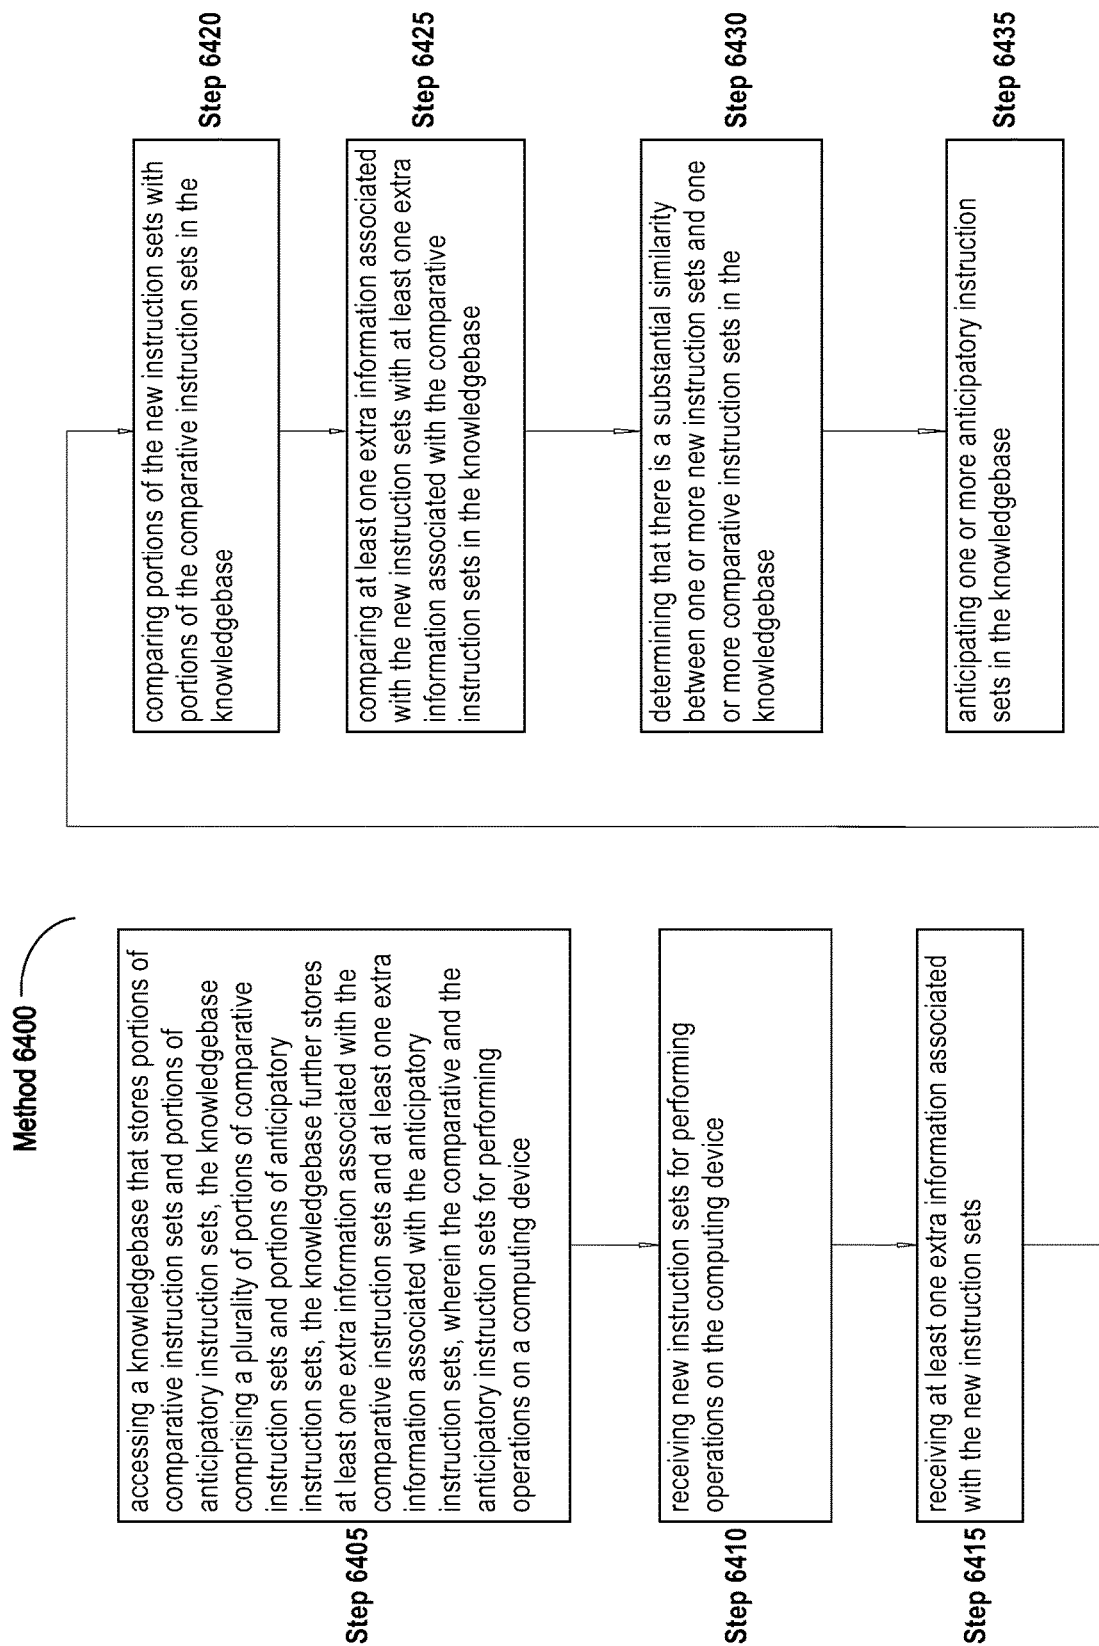 Method 6400
Step 6405
accessing a knowledgebase that stores portions of
comparative instruction sets and portions of
anticipatory instruction sets, the knowledgebase
comprising a plurality of portions of comparative
instruction sets and portions of anticipatory
instruction sets, the knowledgebase further stores
at least one extra information associated with the
comparative instruction sets and at least one extra
information associated with the anticipatory
instruction sets, wherein the comparative and the
anticipatory instruction sets for performing
operations on a computing device
Step 6410
receiving new instruction sets for performing
operations on the computing device
Step 6415
receiving at least one extra information associated
with the new instruction sets
Step 6420
comparing portions of the new instruction sets with
portions of the comparative instruction sets in the
knowledgebase
Step 6425
comparing at least one extra information associated
with the new instruction sets with at least one extra
information associated with the comparative
instruction sets in the knowledgebase
Step 6430
determining that there is a substantial similarity
between one or more new instruction sets and one
or more comparative instruction sets in the
knowledgebase
Step 6435
anticipating one or more anticipatory instruction
sets in the knowledgebase